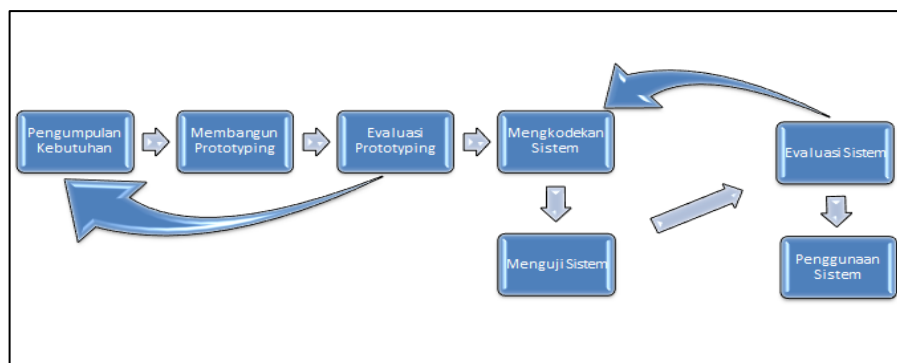 Pengumpulan
Kebutuhan
Membangun
Prototyping
Evaluasi
Prototyping
Mengkodekan
Sistem
Menguji Sistem
Evaluasi Sistem
Penggunaan
Sistem